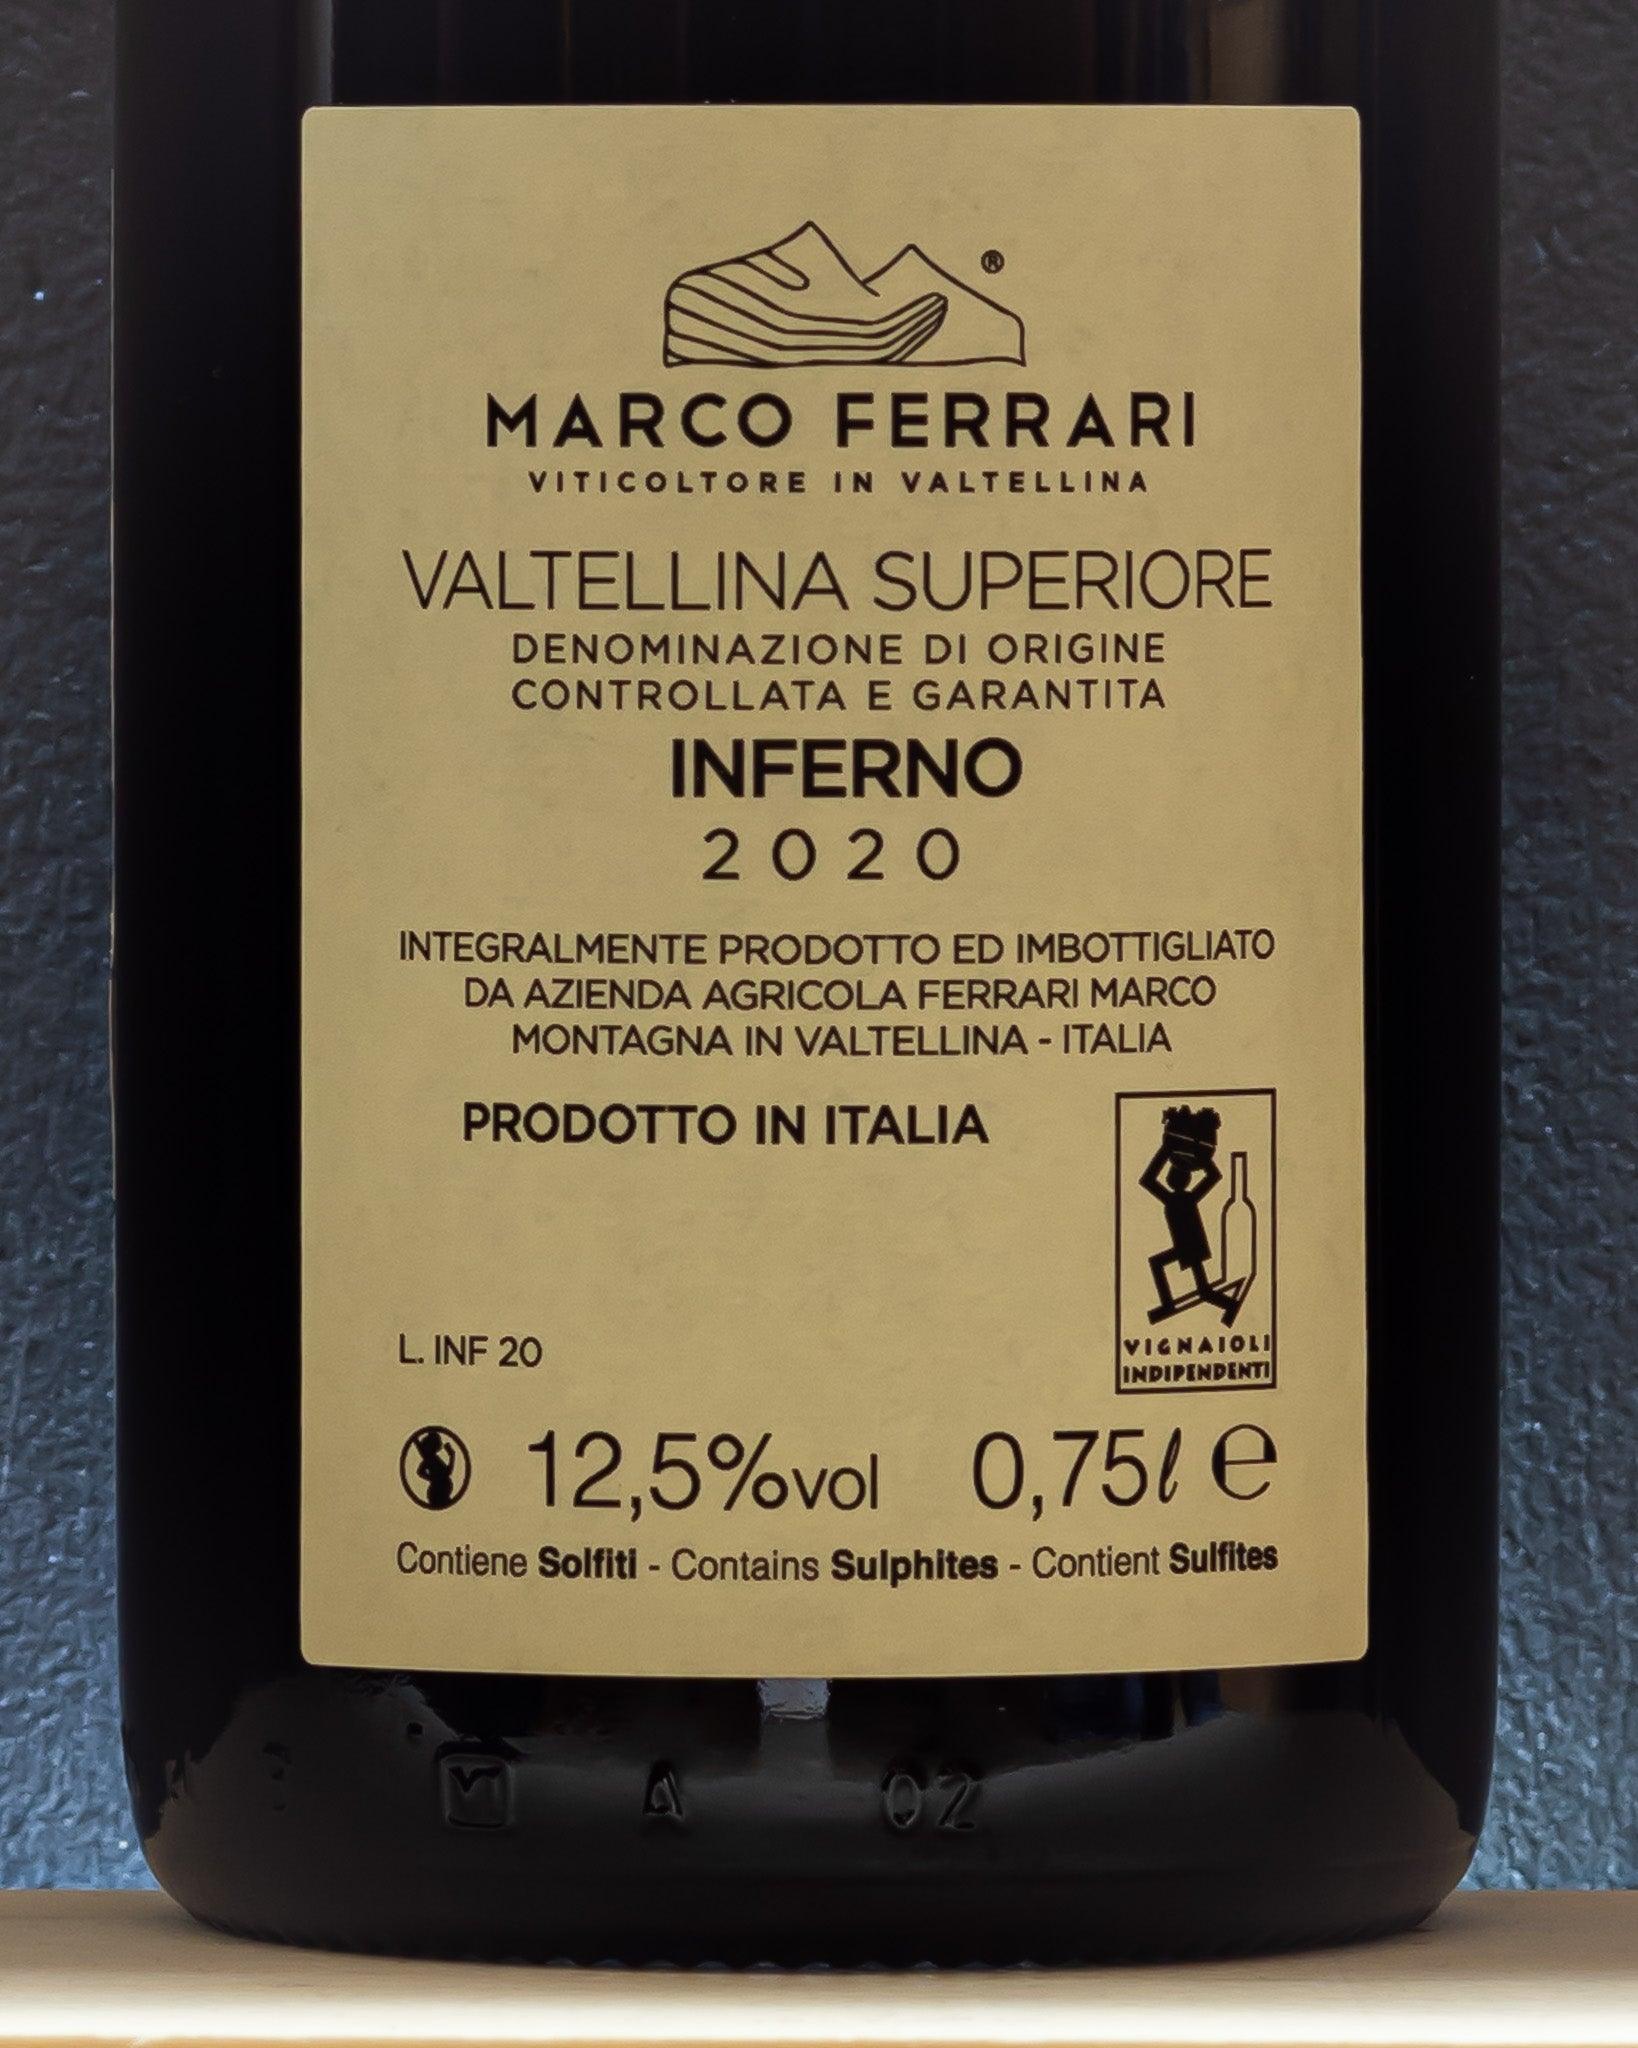 ®
MARCO FERRARI
VITICOLTORE IN VALTELLINA
VALTELLINA SUPERIORE
DENOMINAZIONE DI ORIGINE
CONTROLLATA E GARANTITA
INFERNO
2020
INTEGRALMENTE PRODOTTO ED IMBOTTIGLIATO
DA AZIENDA AGRICOLA FERRARI MARCO
MONTAGNA IN VALTELLINA - ITALIA
PRODOTTO IN ITALIA
VIGNAIOLI
INDIPENDENTI
L. INF 20
12,5%vol 0,75ℓ ℮
Contiene Solfiti - Contains Sulphites - Contient Sulfites
A 02